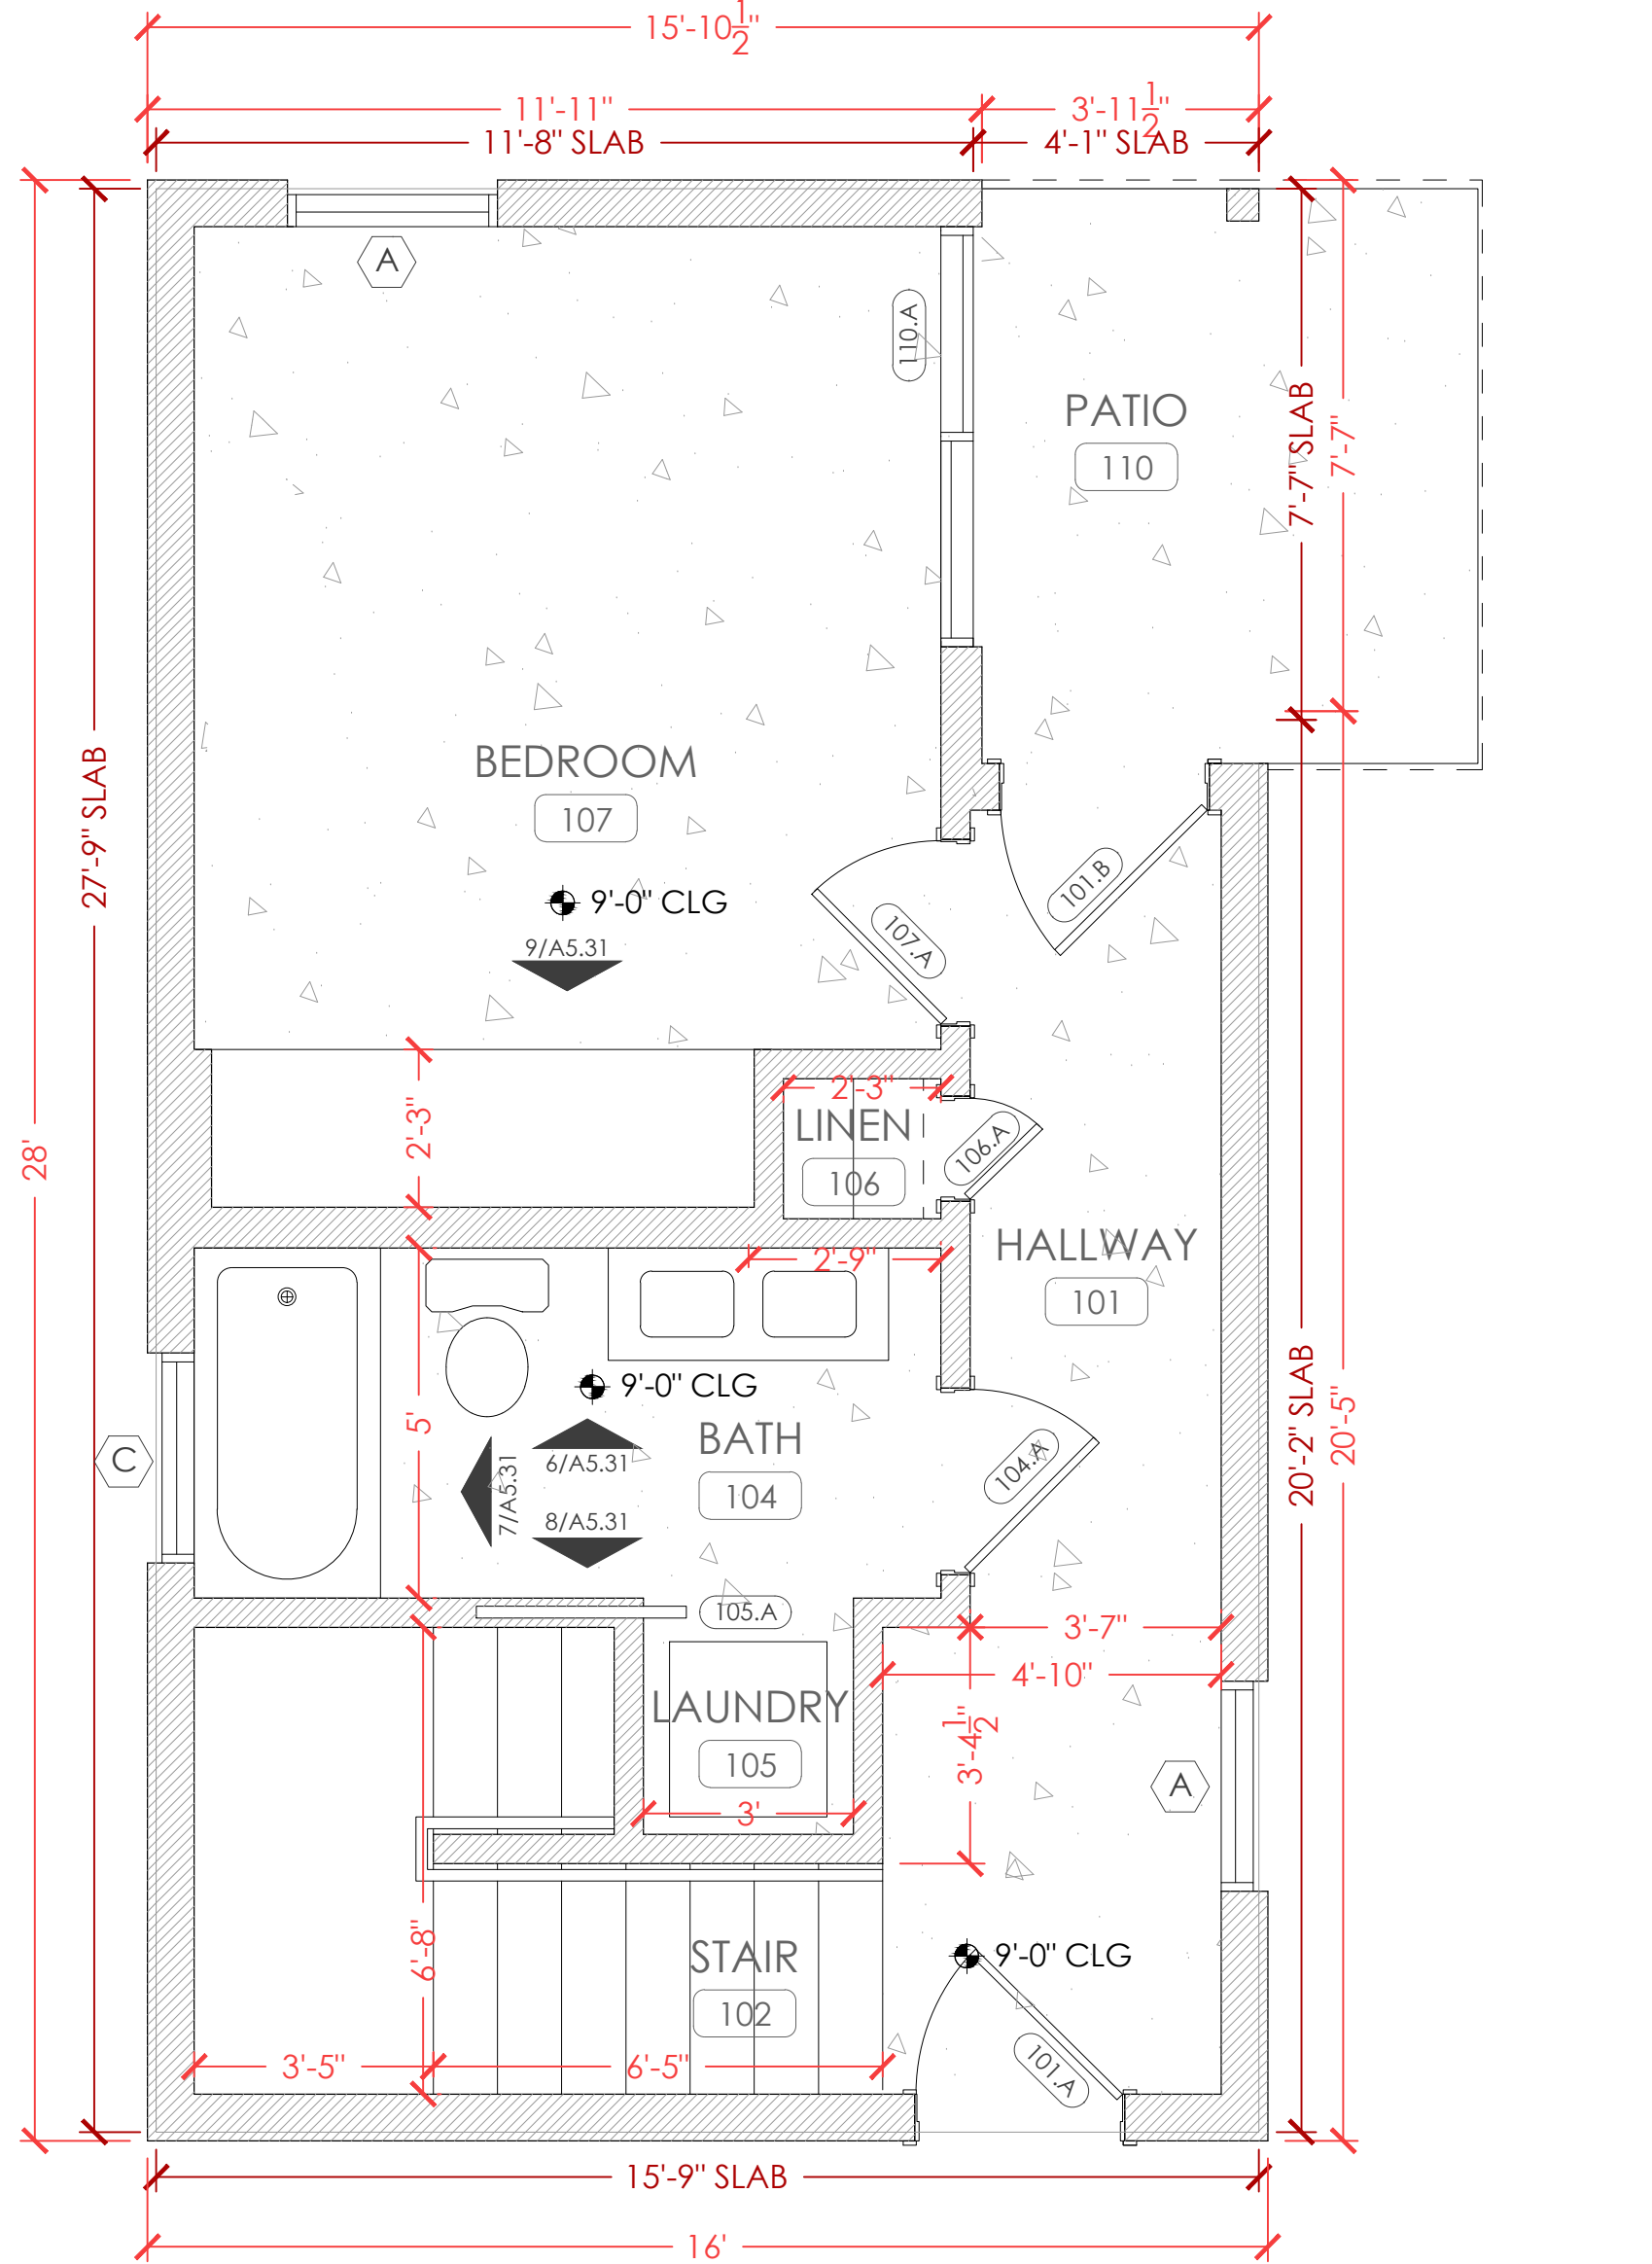 15'-10 1/2"
11'-11"
3'-11 1/2"
11'-8" SLAB
4'-1" SLAB
A
110.A
PATIO
110
7'-7" SLAB
7'-7"
BEDROOM
107
27'-9" SLAB
9'-0" CLG
9/A5.31
107.A
101.B
28'
2'-3"
2'-3"
LINEN
106
106.A
HALLWAY
101
2'-9"
9'-0" CLG
5'
C
BATH
104
104.A
6/A5.31
7/A5.31
8/A5.31
20'-2" SLAB
20'-5"
105.A
3'-7"
4'-10"
LAUNDRY
105
3'-4 1/2"
A
3'
6'-8"
STAIR
102
9'-0" CLG
3'-5"
6'-5"
101.A
15'-9" SLAB
16'